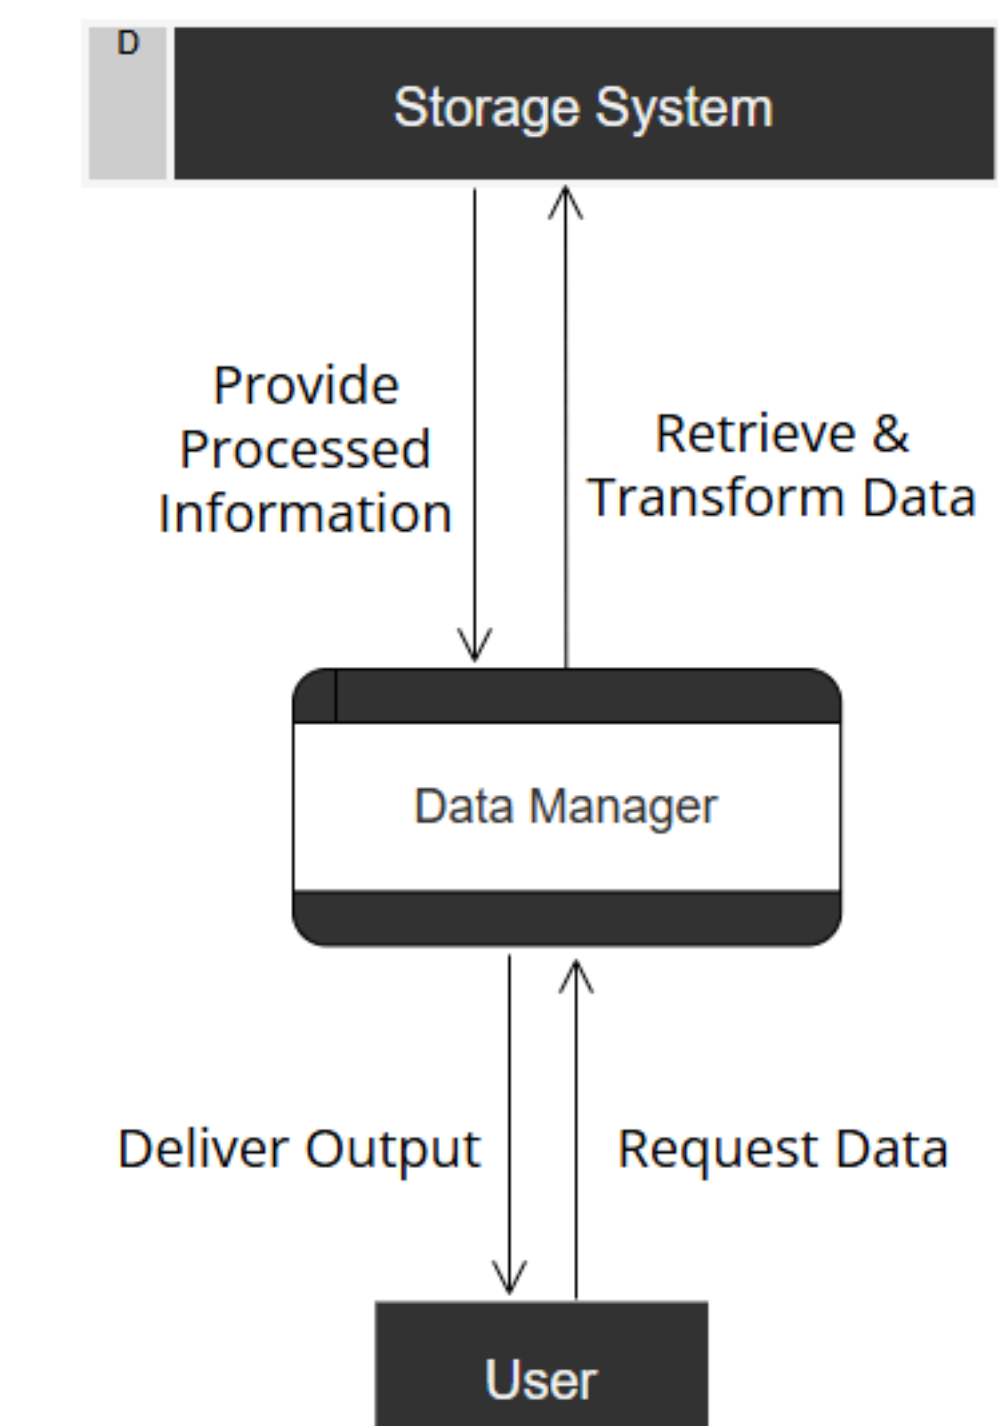 D
Storage System
Provide
Processed
Information
Retrieve &
Transform Data
Data Manager
Deliver Output
Request Data
User